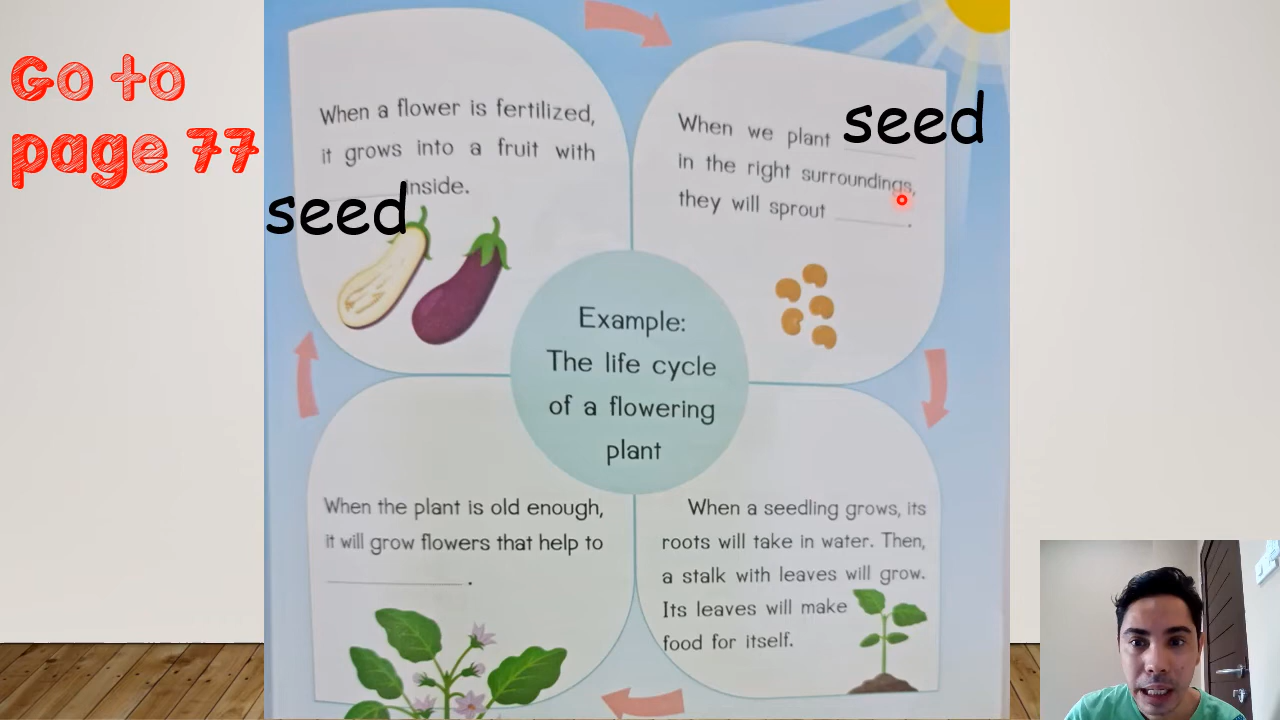 Go to
page 77
When a flower is fertilized,
it grows into a fruit with
seed inside.
When we plant seed
in the right surroundings,
they will sprout ________.
Example:
The life cycle
of a flowering
plant
When the plant is old enough,
it will grow flowers that help to
________.
When a seedling grows, its
roots will take in water. Then,
a stalk with leaves will grow.
Its leaves will make
food for itself.